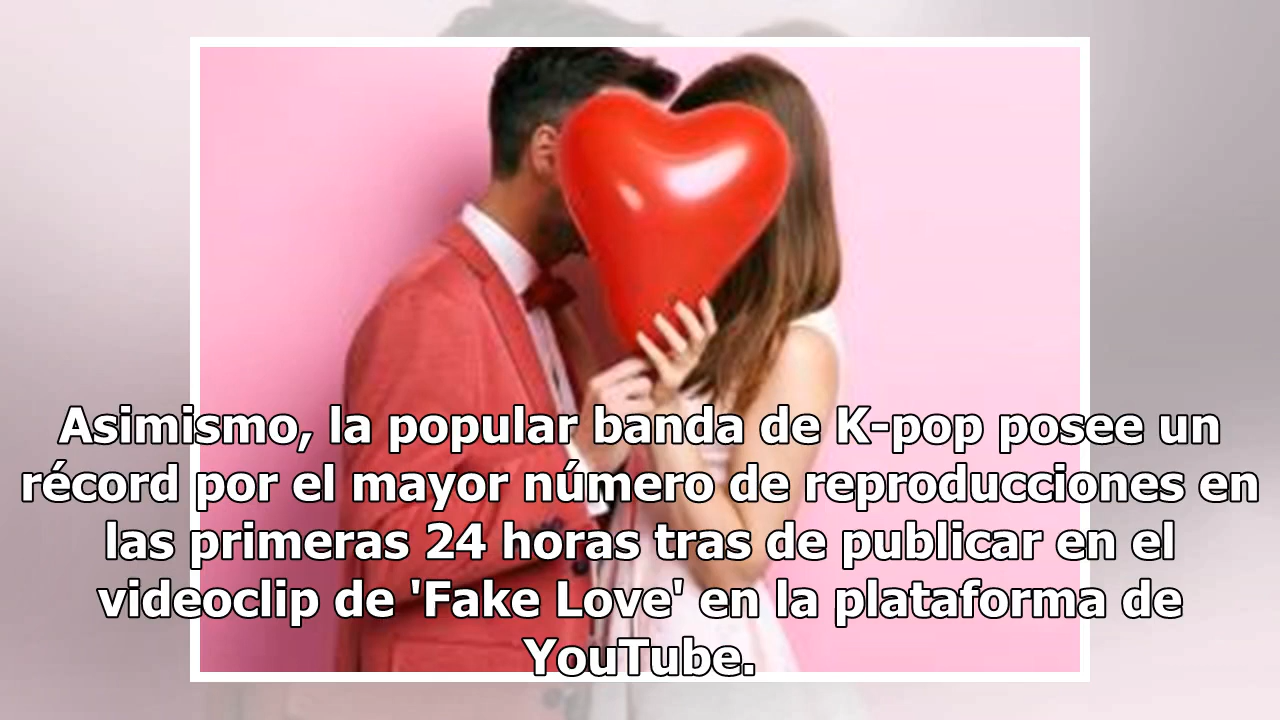 Asimismo, la popular banda de K-pop posee un
récord por el mayor número de reproducciones en
las primeras 24 horas tras de publicar en el
videoclip de 'Fake Love' en la plataforma de
YouTube.